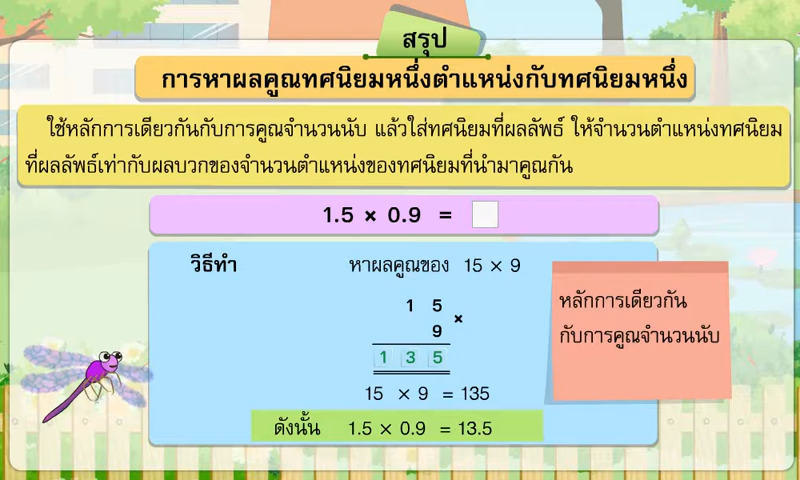 สรุป
การหาผลคูณทศนิยมหนึ่งตำแหน่งกับทศนิยมหนึ่ง
ใช้หลักการเดียวกันกับการคูณจำนวนนับ แล้วใส่ทศนิยมที่ผลลัพธ์ ให้จำนวนตำแหน่งทศนิยม
ที่ผลลัพธ์เท่ากับผลบวกของจำนวนตำแหน่งของทศนิยมที่นำมาคูณกัน
1.5 × 0.9 =
วิธีทำ หาผลคูณของ 15 × 9
หลักการเดียวกัน
กับการคูณจำนวนนับ
1 5
×
9
1 3 5
15 × 9 = 135
ดังนั้น 1.5 × 0.9 = 13.5